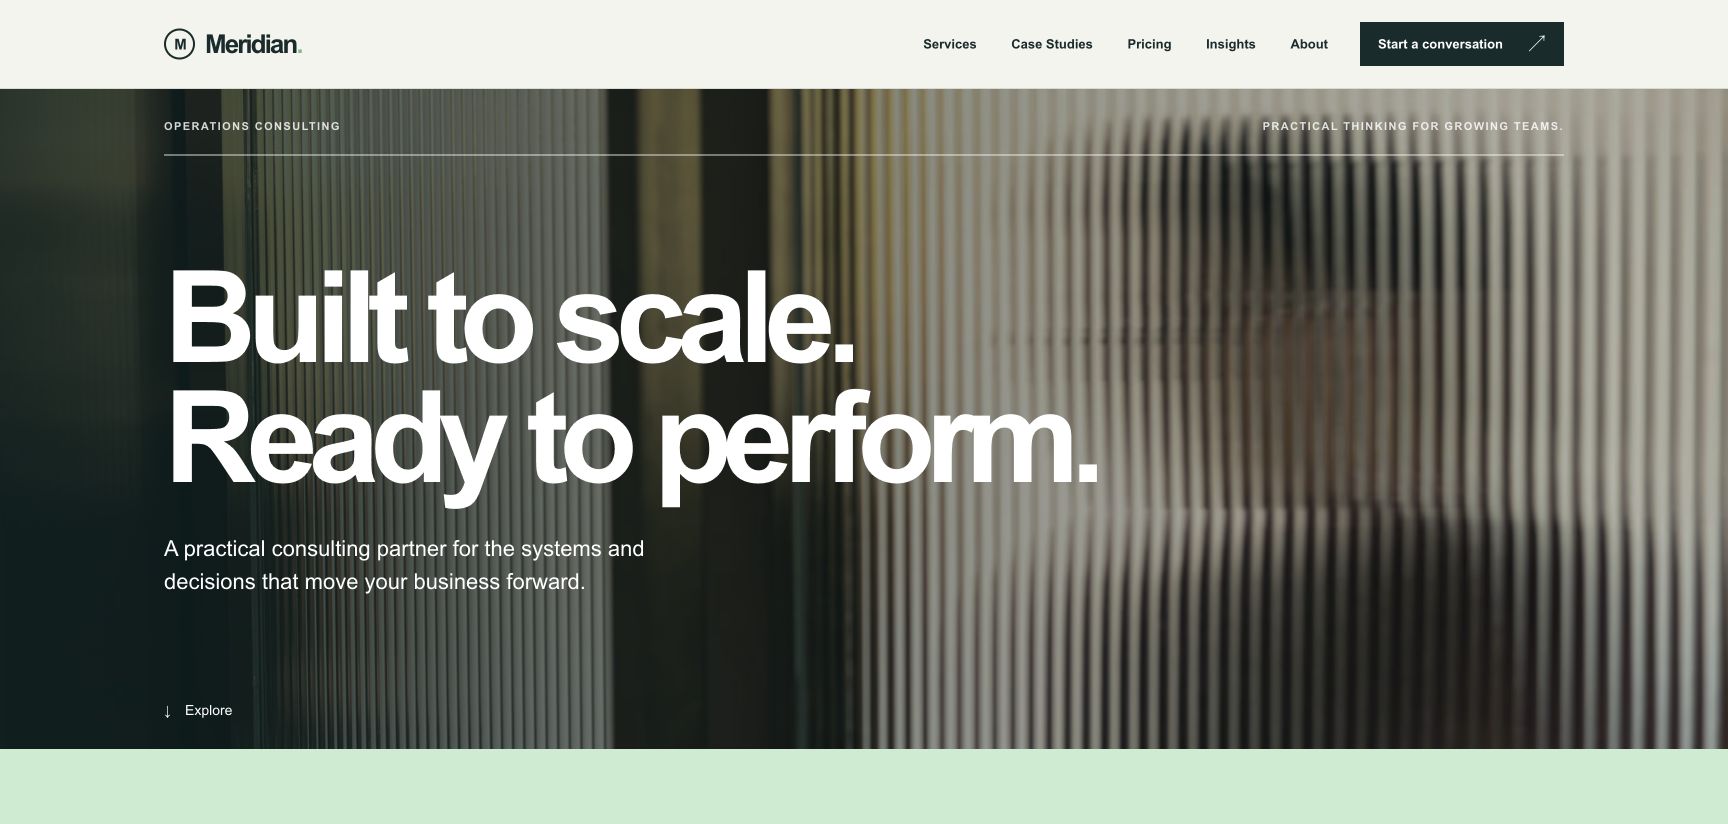 M Meridian.
Services Case Studies Pricing Insights About Start a conversation
OPERATIONS CONSULTING
PRACTICAL THINKING FOR GROWING TEAMS.
Built to scale.
Ready to perform.
A practical consulting partner for the systems and
decisions that move your business forward.
↓ Explore